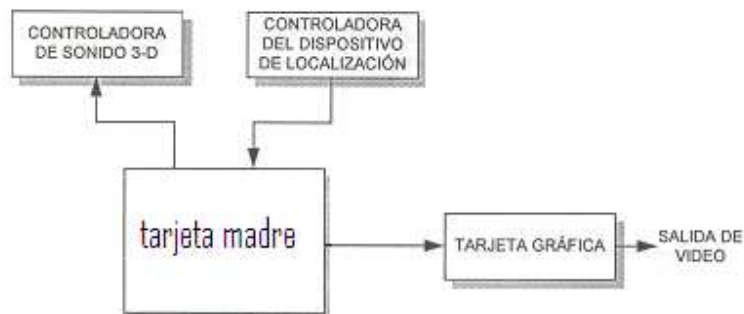 CONTROLADORA
DE SONIDO 3-D
CONTROLADORA
DEL DISPOSITIVO
DE LOCALIZACIÓN
tarjeta madre
TARJETA GRÁFICA
SALIDA DE
VIDEO